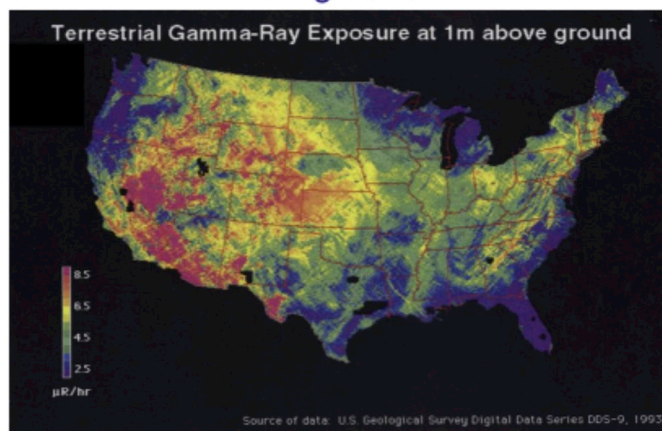 Terrestrial Gamma-Ray Exposure at 1m above ground
8.5
6.5
4.5
2.5
µR/hr
Source of data: U.S. Geological Survey Digital Data Series DDS-9, 1993